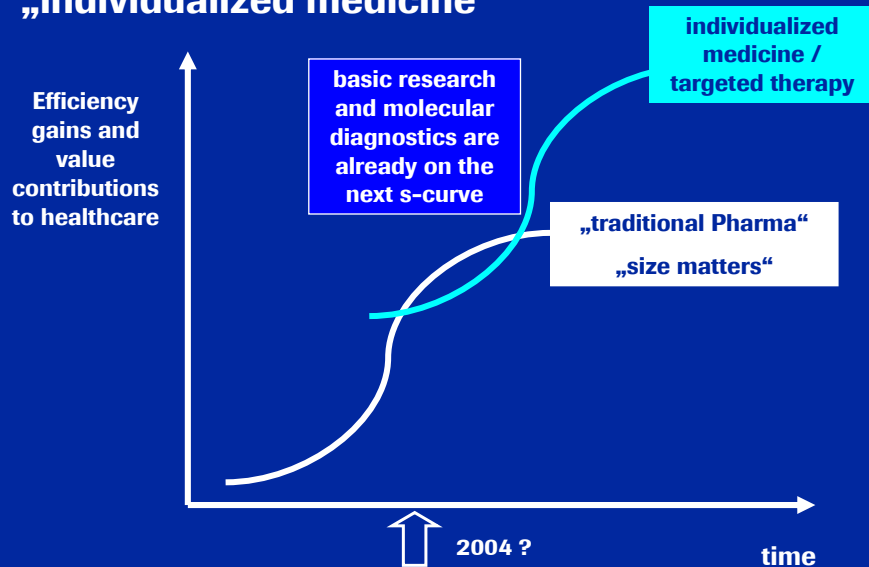 „individualized medicine
individualized
medicine /
targeted therapy
basic research
and molecular
diagnostics are
already on the
next s-curve
Efficiency
gains and
value
contributions
to healthcare
„traditional Pharma“
„size matters“
2004 ?
time